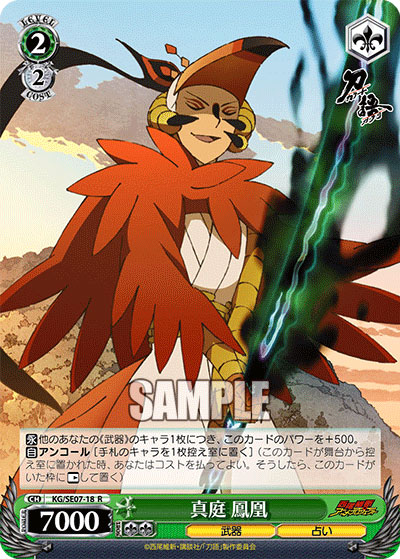 LEVEL
2
2
COST
刀語
SAMPLE
永 他のあなたの《武器》のキャラ1枚につき、このカードのパワーを+500。
自 アンコール [手札のキャラを1枚控え室に置く] (このカードが舞台から
控え室に置かれた時、あなたはコストを払ってよい。そうしたら、このカードがい
た枠に置く)
CH KG/SE07-18 R
POWER
7000
真庭 鳳凰
武器
占い
©西尾維新・講談社/「刀語」製作委員会